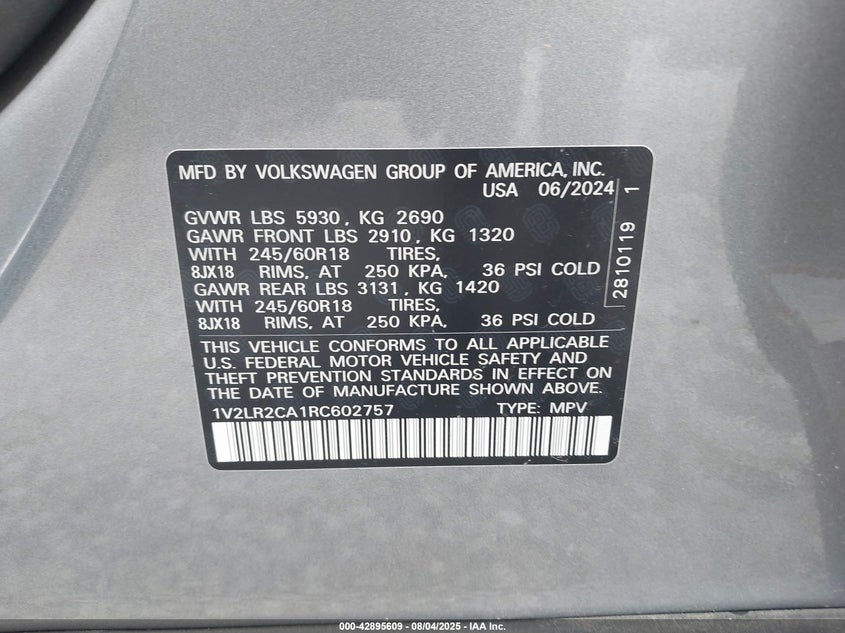 MFD BY VOLKSWAGEN GROUP OF AMERICA, INC.
USA 06/2024
GVWR LBS 5930, KG 2690
GAWR FRONT LBS 2910, KG 1320
WITH 245/60R18 TIRES,
8JX18 RIMS, AT 250 KPA, 36 PSI COLD
GAWR REAR LBS 3131, KG 1420
WITH 245/60R18 TIRES,
8JX18 RIMS, AT 250 KPA, 36 PSI COLD
2810119 1
THIS VEHICLE CONFORMS TO ALL APPLICABLE
U.S. FEDERAL MOTOR VEHICLE SAFETY AND
THEFT PREVENTION STANDARDS IN EFFECT ON
THE DATE OF MANUFACTURE SHOWN ABOVE.
1V2LR2CA1RC602757 TYPE: MPV
000-42895609 - 08/04/2025 - IAA Inc.